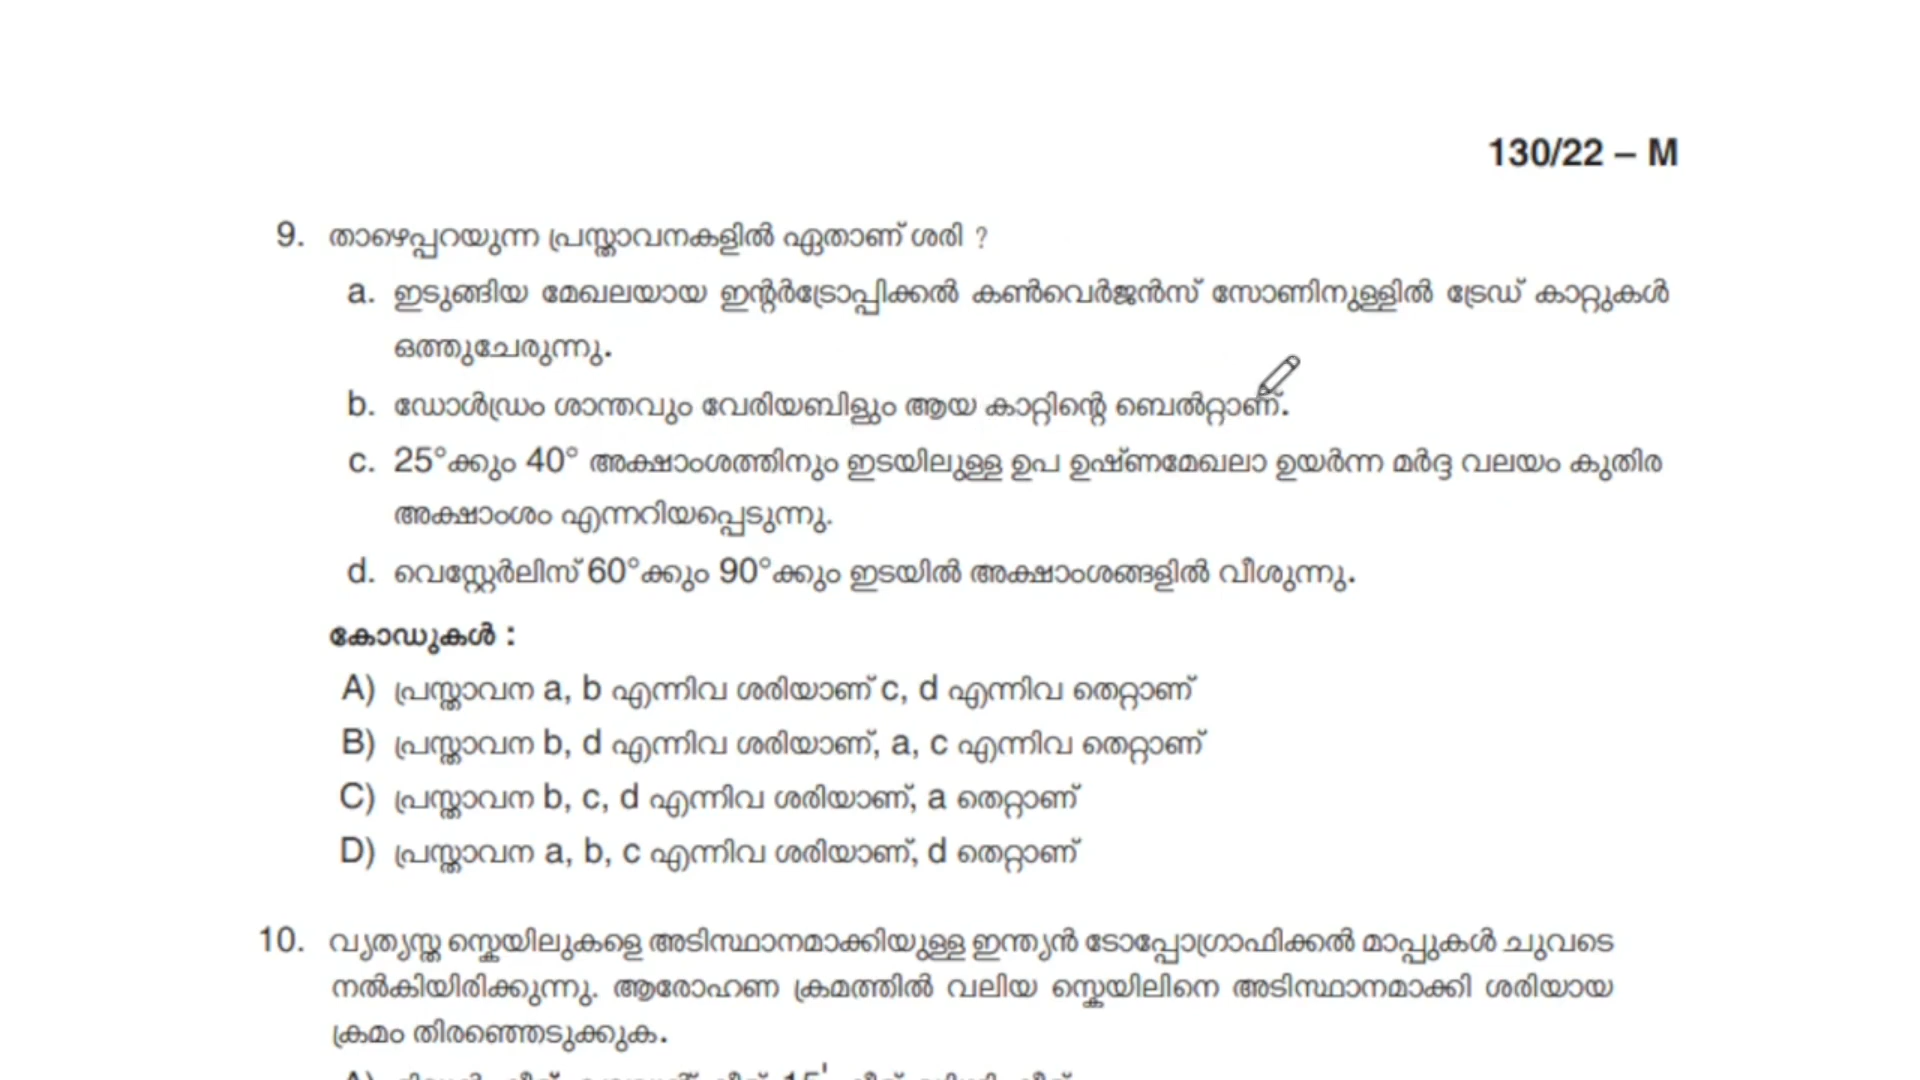 130/22 – M
9. താഴെപ്പറയുന്ന പ്രസ്താവനകളിൽ ഏതാണ് ശരി ?
a. ഇടുങ്ങിയ മേഖലയായ ഇന്റർട്രോപ്പിക്കൽ കൺവെർജൻസ് സോണിനുള്ളിൽ ട്രേഡ് കാറ്റുകൾ
ഒത്തുചേരുന്നു.
b. ഡോൾഡ്രം ശാന്തവും വേരിയബിളും ആയ കാറ്റിന്റെ ബെൽറ്റാണ്.
c. 25°ക്കും 40° അക്ഷാംശത്തിനും ഇടയിലുള്ള ഉപ ഉഷ്ണമേഖലാ ഉയർന്ന മർദ്ദ വലയം കുതിര
അക്ഷാംശം എന്നറിയപ്പെടുന്നു.
d. വെസ്റ്റേർലിസ് 60°ക്കും 90°ക്കും ഇടയിൽ അക്ഷാംശങ്ങളിൽ വീശുന്നു.
കോഡുകൾ :
A) പ്രസ്താവന a, b എന്നിവ ശരിയാണ് c, d എന്നിവ തെറ്റാണ്
B) പ്രസ്താവന b, d എന്നിവ ശരിയാണ്, a, c എന്നിവ തെറ്റാണ്
C) പ്രസ്താവന b, c, d എന്നിവ ശരിയാണ്, a തെറ്റാണ്
D) പ്രസ്താവന a, b, c എന്നിവ ശരിയാണ്, d തെറ്റാണ്
10. വ്യത്യസ്ത സ്കെയിലുകളെ അടിസ്ഥാനമാക്കിയുള്ള ഇന്ത്യൻ ടോപ്പോഗ്രാഫിക്കൽ മാപ്പുകൾ ചുവടെ
നൽകിയിരിക്കുന്നു. ആരോഹണ ക്രമത്തിൽ വലിയ സ്കെയിലിനെ അടിസ്ഥാനമാക്കി ശരിയായ
ക്രമം തിരഞ്ഞെടുക്കുക.